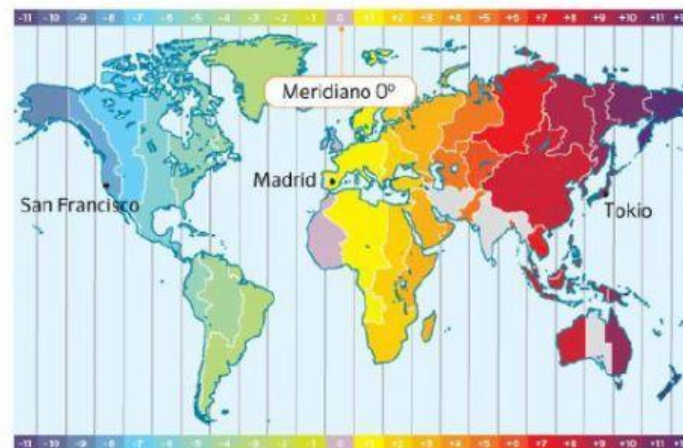 -11 -10 -9 -8 -7 -6 -5 -4 -3 -2 -1 0 +1 +2 +3 +4 +5 +6 +7 +8 +9 +10 +11
Meridiano 0º
Madrid
San Francisco
Tokio
-11 -10 -9 -8 -7 -6 -5 -4 -3 -2 -1 0 +1 +2 +3 +4 +5 +6 +7 +8 +9 +10 +11